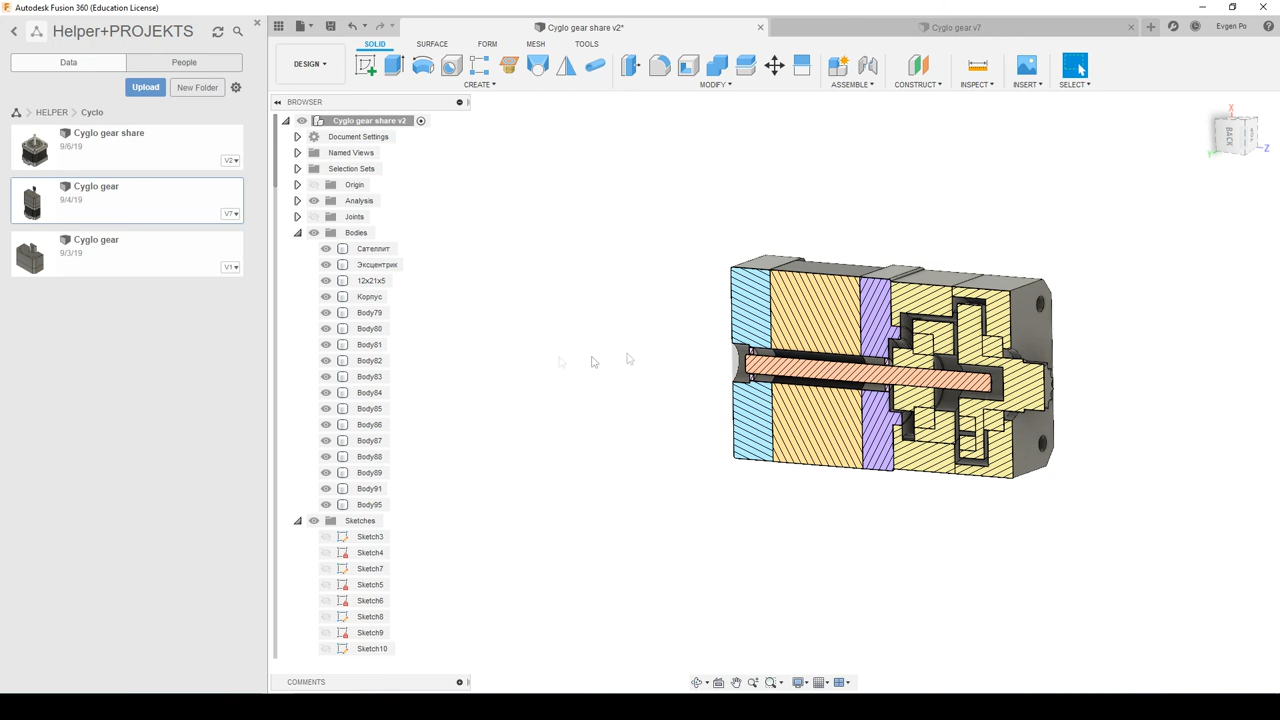 Autodesk Fusion 360 (Education License)
Helper+PROJEKTS
Data
People
Upload
New Folder
HELPER
Cyclo
Cyglo gear share
9/6/19
V2
Cyglo gear
9/4/19
V7
Cyglo gear
9/3/19
V1
Cyglo gear share v2*
Cyglo gear v7
Evgen Po
SOLID
SURFACE
FORM
MESH
TOOLS
DESIGN
CREATE
MODIFY
ASSEMBLE
CONSTRUCT
INSPECT
INSERT
SELECT
BROWSER
Cyglo gear share v2
Document Settings
Named Views
Selection Sets
Origin
Analysis
Joints
Bodies
Сателлит
Эксцентрик
12x21x5
Корпус
Body79
Body80
Body81
Body82
Body83
Body84
Body85
Body86
Body87
Body88
Body89
Body91
Body95
Sketches
Sketch3
Sketch4
Sketch7
Sketch5
Sketch6
Sketch8
Sketch9
Sketch10
COMMENTS
X
BACK
Y
Z